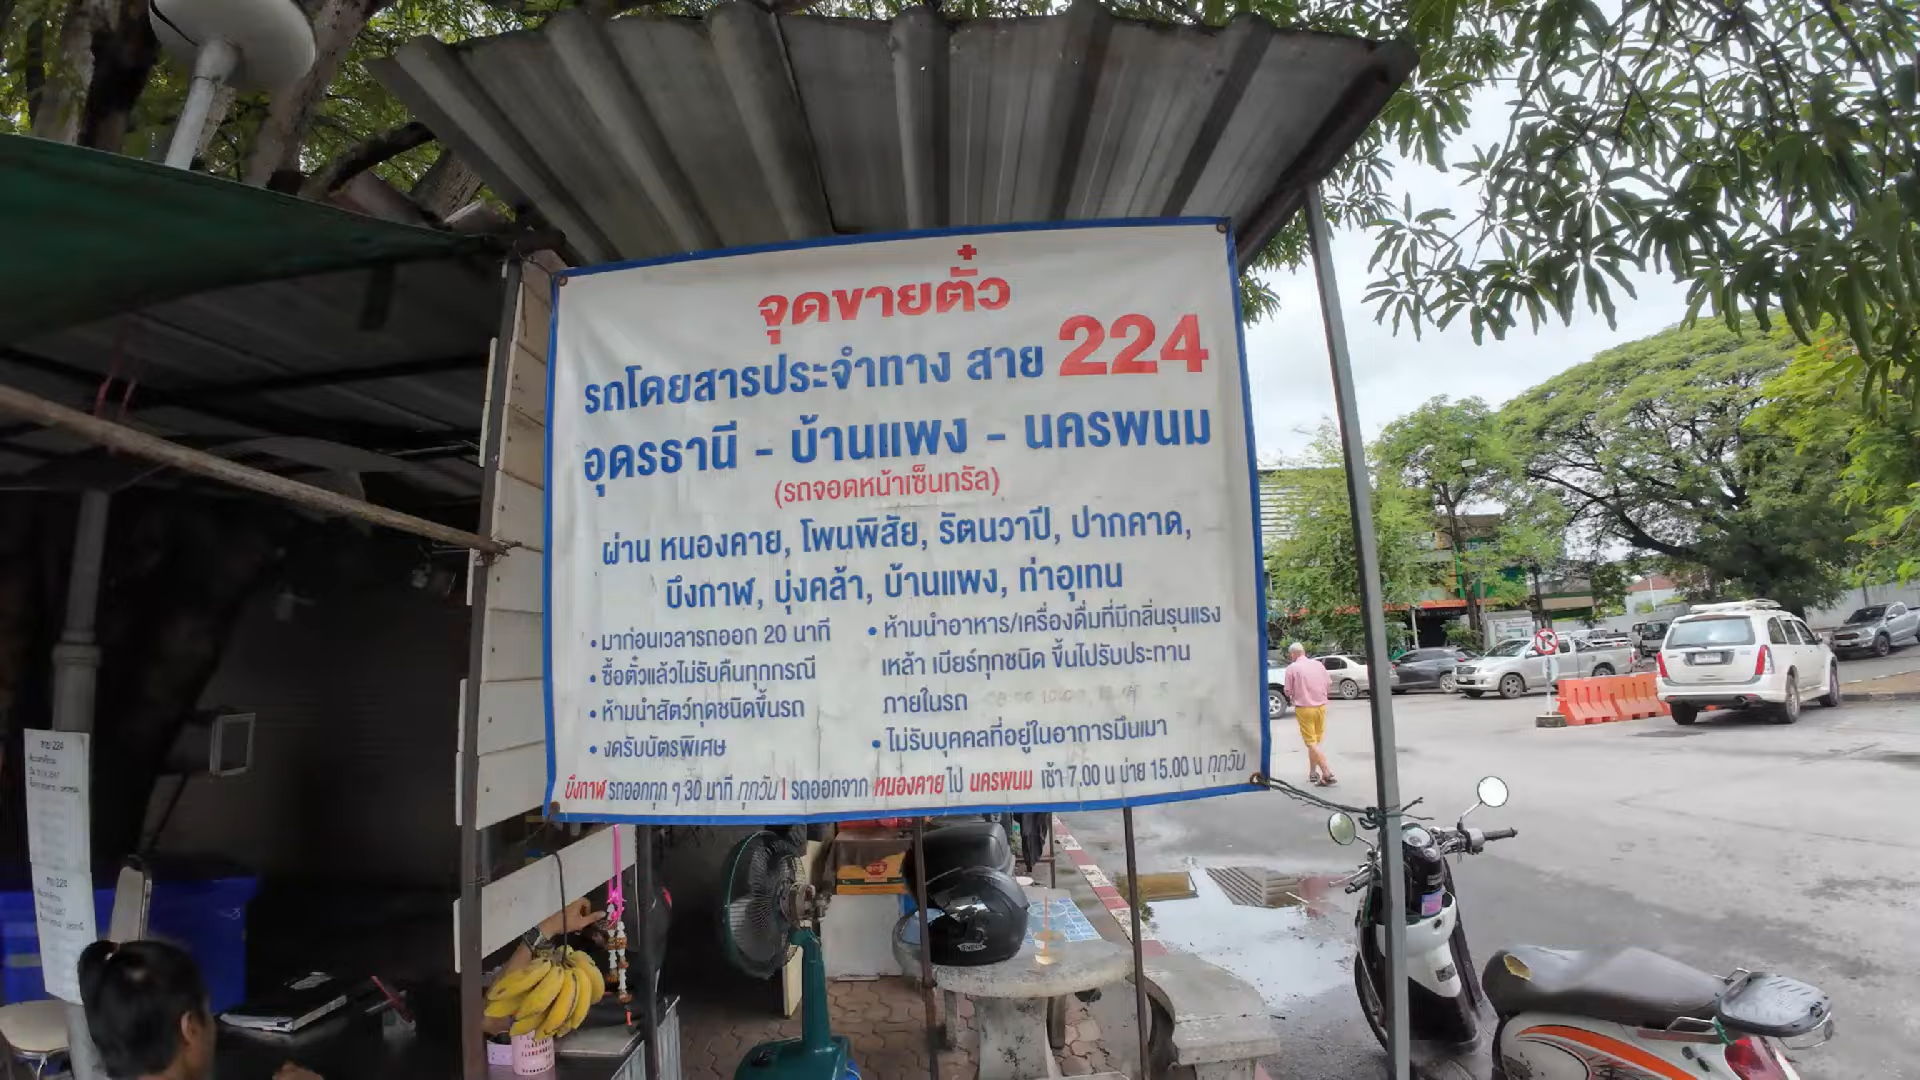 จุดขายตั๋ว
รถโดยสารประจำทาง สาย 224
อุดรธานี - บ้านแพง - นครพนม
(รถจอดหน้าเซ็นทรัล)
ผ่าน หนองคาย, โพนพิสัย, รัตนวาปี, ปากคาด,
บึงกาฬ, บุ่งคล้า, บ้านแพง, ท่าอุเทน
• มาก่อนเวลารถออก 20 นาที
• ซื้อตั๋วแล้วไม่รับคืนทุกกรณี
• ห้ามนำสัตว์ทุดชนิดขึ้นรถ
• งดรับบัตรพิเศษ
• ห้ามนำอาหาร/เครื่องดื่มที่มีกลิ่นรุนแรง
เหล้า เบียร์ทุกชนิด ขึ้นไปรับประทาน
ภายในรถ
• ไม่รับบุคคลที่อยู่ในอาการมึนเมา
บึงกาฬ รถออกทุก ๆ 30 นาที ทุกวัน | รถออกจาก หนองคาย ไป นครพนม เช้า 7.00 น บ่าย 15.00 น ทุกวัน
สาย 224
สาย 224